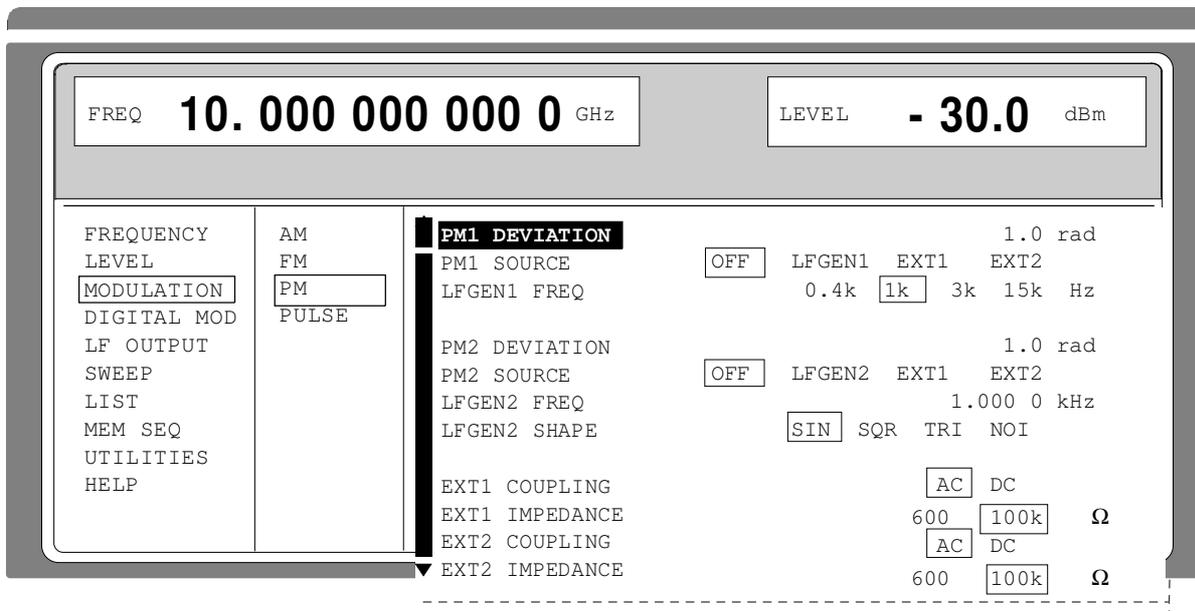 FREQ 10. 000 000 000 0 GHz
LEVEL - 30.0 dBm
FREQUENCY
LEVEL
MODULATION
DIGITAL MOD
LF OUTPUT
SWEEP
LIST
MEM SEQ
UTILITIES
HELP
AM
FM
PM
PULSE
PM1 DEVIATION 1.0 rad
PM1 SOURCE OFF LFGEN1 EXT1 EXT2
LFGEN1 FREQ 0.4k 1k 3k 15k Hz
PM2 DEVIATION 1.0 rad
PM2 SOURCE OFF LFGEN2 EXT1 EXT2
LFGEN2 FREQ 1.000 0 kHz
LFGEN2 SHAPE SIN SQR TRI NOI
EXT1 COUPLING AC DC
EXT1 IMPEDANCE 600 100k Ω
EXT2 COUPLING AC DC
EXT2 IMPEDANCE 600 100k Ω